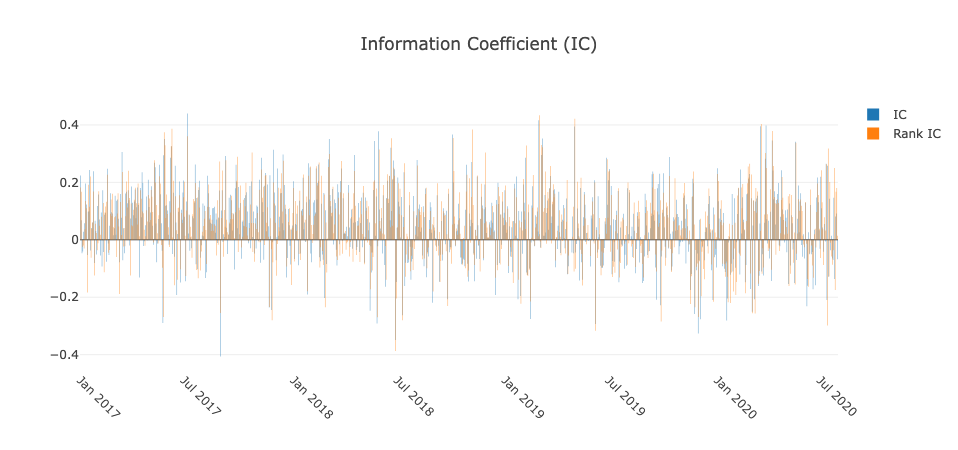 Information Coefficient (IC)
IC
Rank IC
0.4
0.2
0
−0.2
−0.4
Jan 2017
Jul 2017
Jan 2018
Jul 2018
Jan 2019
Jul 2019
Jan 2020
Jul 2020